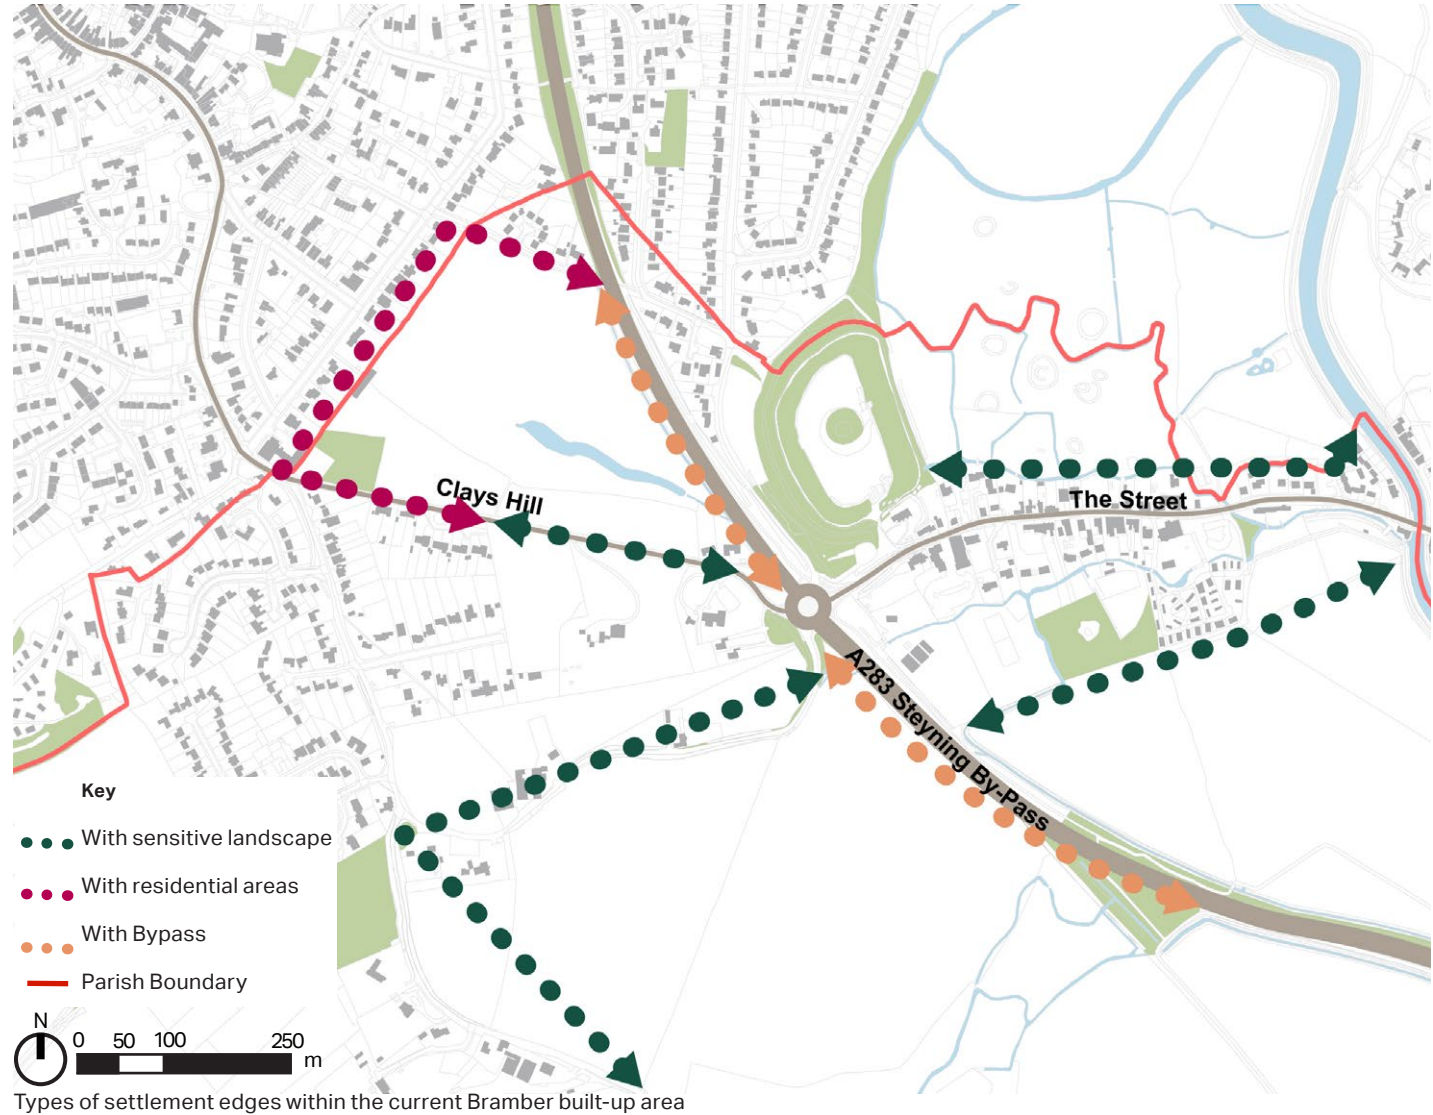 Clays Hill
The Street
A283 Steyning By-Pass
Key
With sensitive landscape
With residential areas
With Bypass
Parish Boundary
N
0 50 100 250
m
Types of settlement edges within the current Bramber built-up area